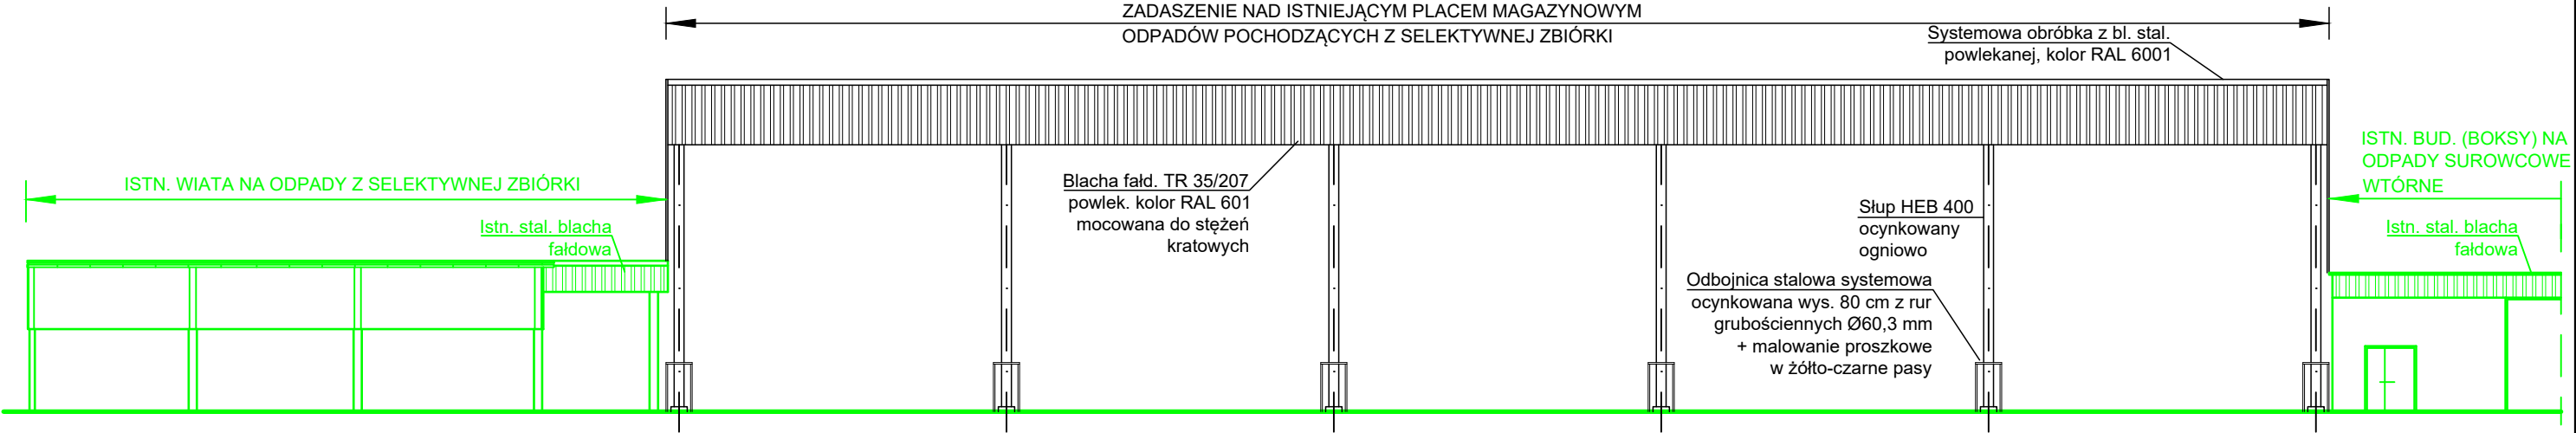 ZADASZENIE NAD ISTNIEJĄCYM PLACEM MAGAZYNOWYM
ODPADÓW POCHODZĄCYCH Z SELEKTYWNEJ ZBIÓRKI
Systemowa obróbka z bl. stal.
powlekanej, kolor RAL 6001
ISTN. WIATA NA ODPADY Z SELEKTYWNEJ ZBIÓRKI
Istn. stal. blacha
fałdowa
Blacha fałd. TR 35/207
powlek. kolor RAL 601
mocowana do stężeń
kratowych
Słup HEB 400
ocynkowany
ogniowo
Odbojnica stalowa systemowa
ocynkowana wys. 80 cm z rur
grubościennych Ø60,3 mm
+ malowanie proszkowe
w żółto-czarne pasy
ISTN. BUD. (BOKSY) NA
ODPADY SUROWCOWE
WTÓRNE
Istn. stal. blacha
fałdowa